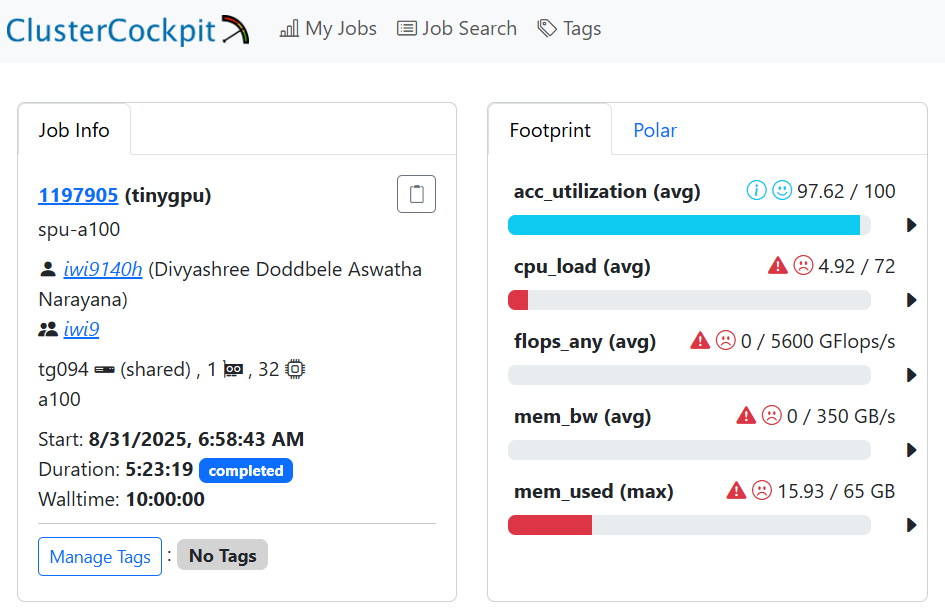 ClusterCockpit My Jobs Job Search Tags
Job Info
1197905 (tinygpu)
spu-a100
iwi9140h (Divyashree Doddbele Aswatha
Narayana)
iwi9
tg094 (shared) , 1 , 32
a100
Start: 8/31/2025, 6:58:43 AM
Duration: 5:23:19 completed
Walltime: 10:00:00
Manage Tags : No Tags
Footprint Polar
acc_utilization (avg) 97.62 / 100
cpu_load (avg) 4.92 / 72
flops_any (avg) 0 / 5600 GFlops/s
mem_bw (avg) 0 / 350 GB/s
mem_used (max) 15.93 / 65 GB